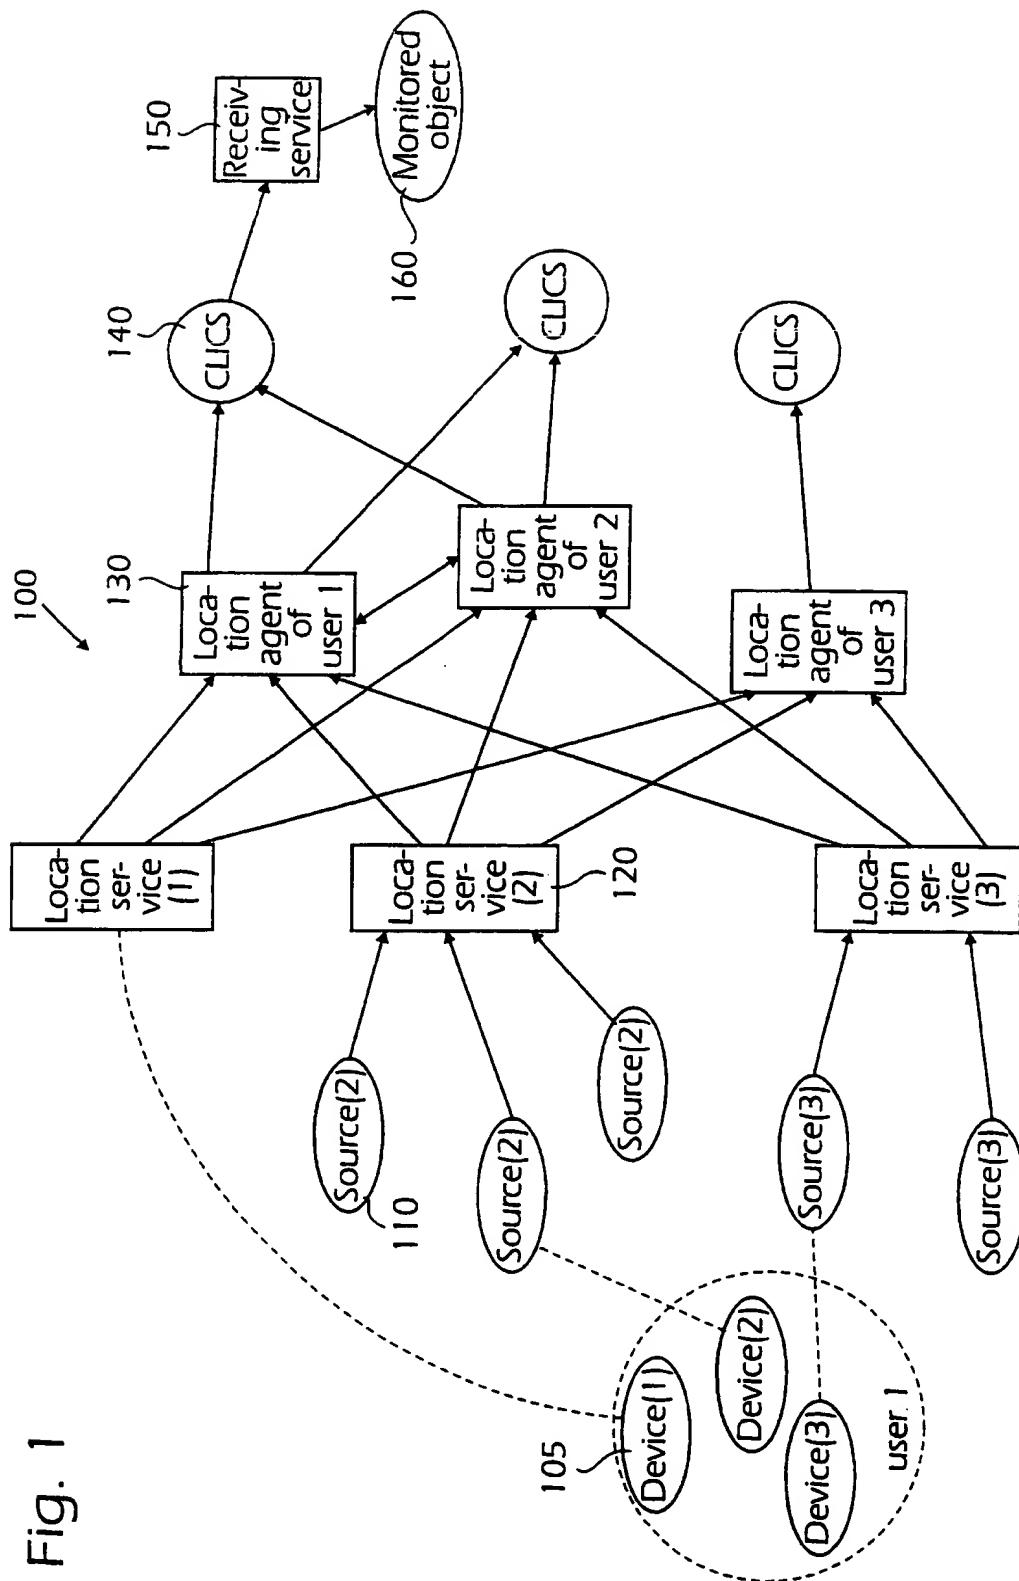 Fig. 1
100
105
Device(1)
Device(2)
Device(3)
user 1
110
Source(2)
Source(2)
Source(2)
Source(3)
Source(3)
Loca-
tion
ser-
vice
(1)
Loca-
tion
ser-
vice
(2)
120
Loca-
tion
ser-
vice
(3)
130
Loca-
tion
agent
of
user 1
Loca-
tion
agent
of
user 2
Loca-
tion
agent
of
user 3
140
CLICS
CLICS
CLICS
150
Receiv-
ing
service
160
Monitored
object